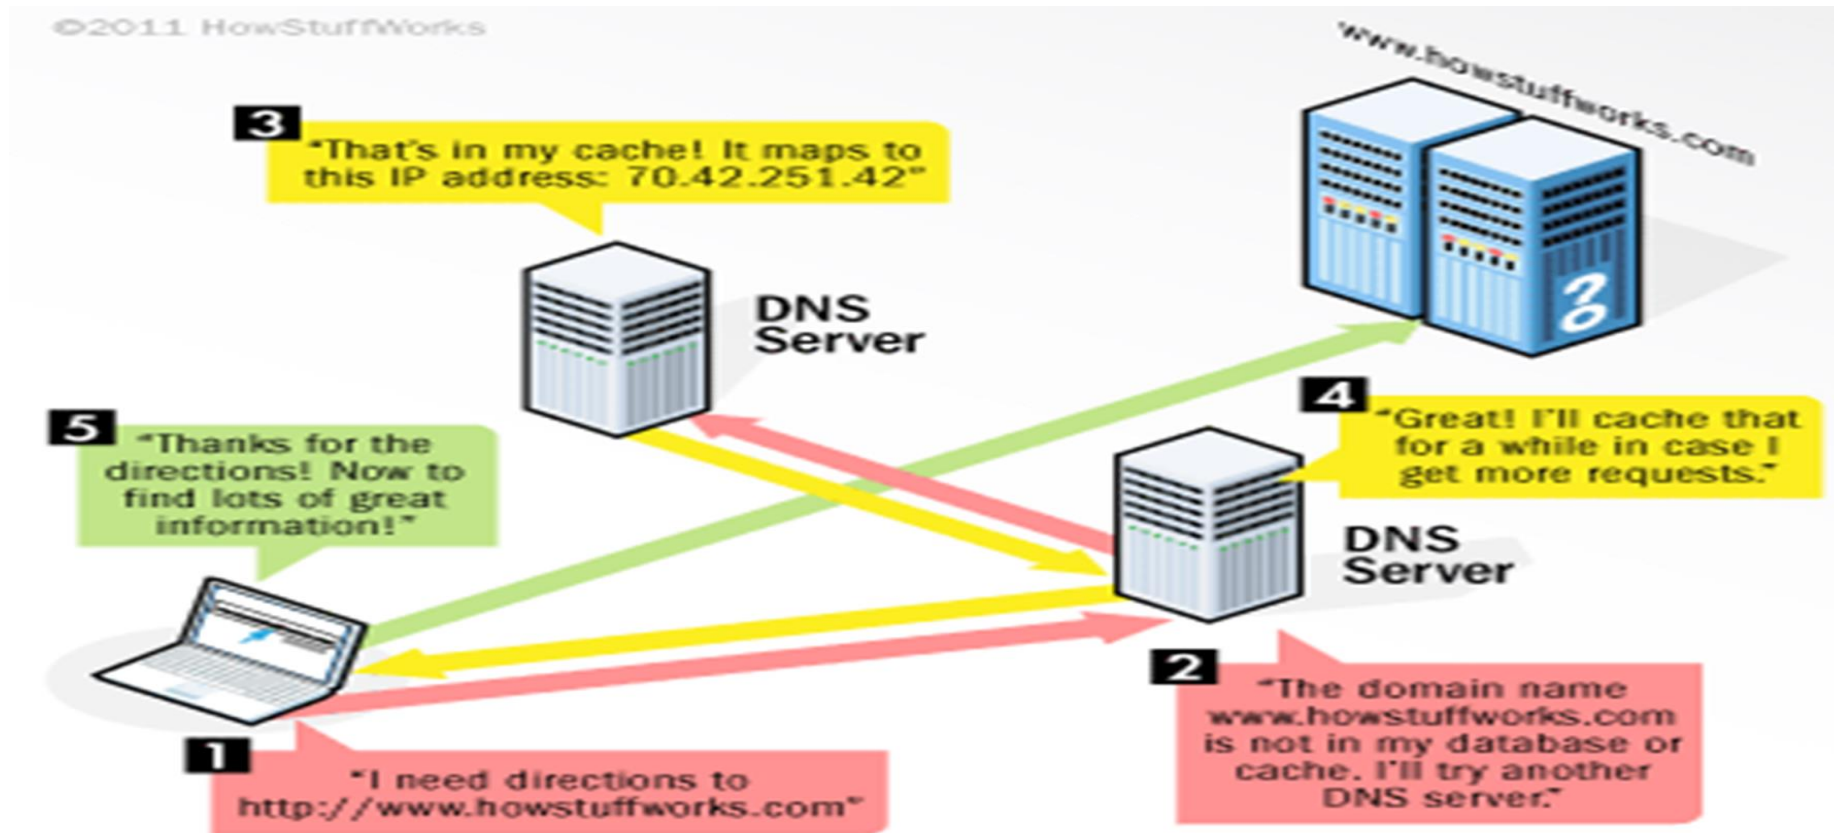 ©2011 HowStuffWorks
www.howstuffworks.com
3
"That's in my cache! It maps to
this IP address: 70.42.251.42"
DNS
Server
?
4
"Great! I'll cache that
for a while in case I
get more requests."
5
"Thanks for the
directions! Now to
find lots of great
information!"
DNS
Server
2
"The domain name
www.howstuffworks.com
is not in my database or
cache. I'll try another
DNS server."
1
"I need directions to
http://www.howstuffworks.com"